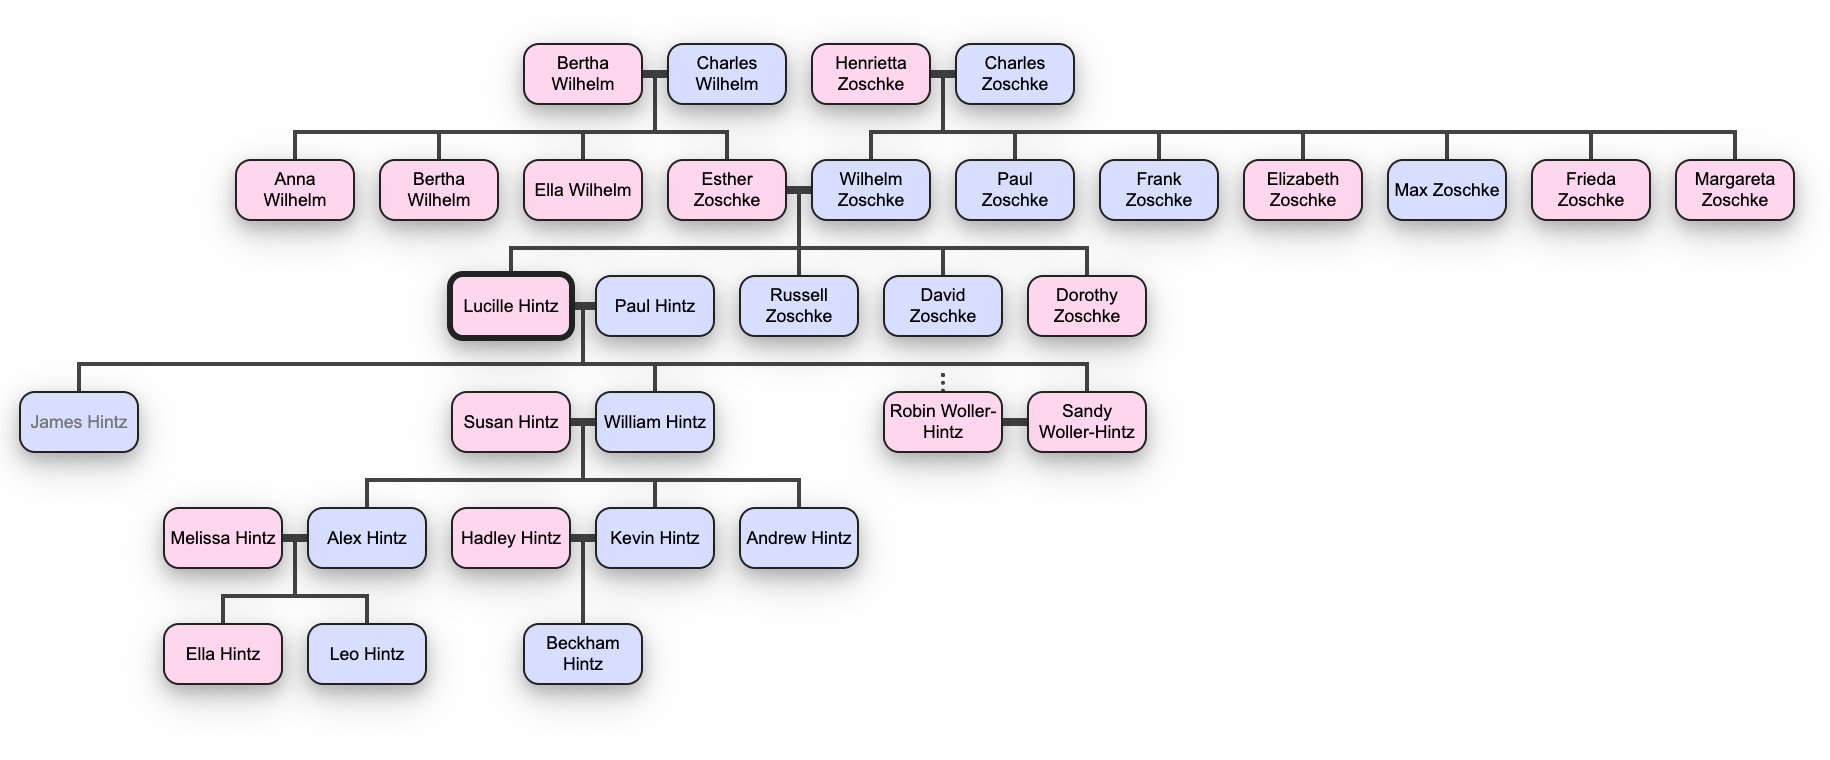 Bertha
Wilhelm
Charles
Wilhelm
Henrietta
Zoschke
Charles
Zoschke
Anna
Wilhelm
Bertha
Wilhelm
Ella Wilhelm
Esther
Zoschke
Wilhelm
Zoschke
Paul
Zoschke
Frank
Zoschke
Elizabeth
Zoschke
Max Zoschke
Frieda
Zoschke
Margareta
Zoschke
Lucille Hintz
Paul Hintz
Russell
Zoschke
David
Zoschke
Dorothy
Zoschke
James Hintz
Susan Hintz
William Hintz
Robin Woller-
Hintz
Sandy
Woller-Hintz
Melissa Hintz
Alex Hintz
Hadley Hintz
Kevin Hintz
Andrew Hintz
Ella Hintz
Leo Hintz
Beckham
Hintz